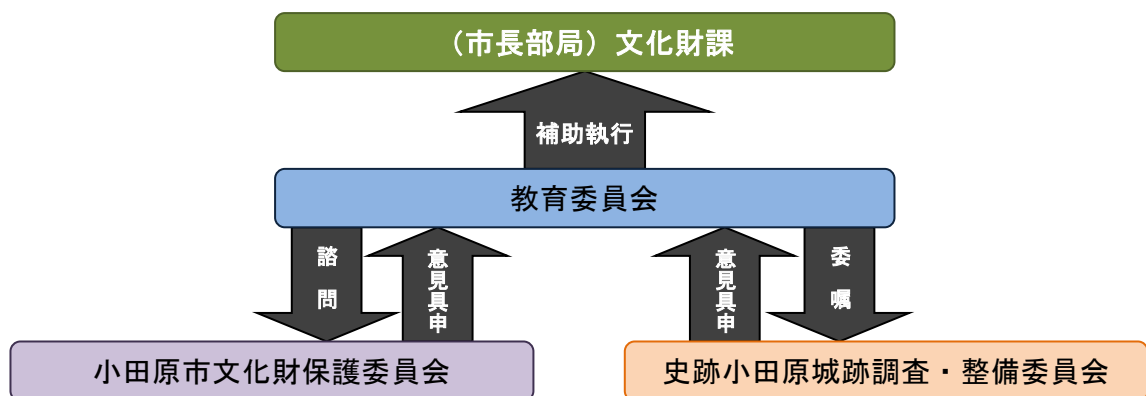 （市長部局）文化財課
補助執行
教育委員会
諮問
意見具申
意見具申
委嘱
小田原市文化財保護委員会
史跡小田原城跡調査・整備委員会